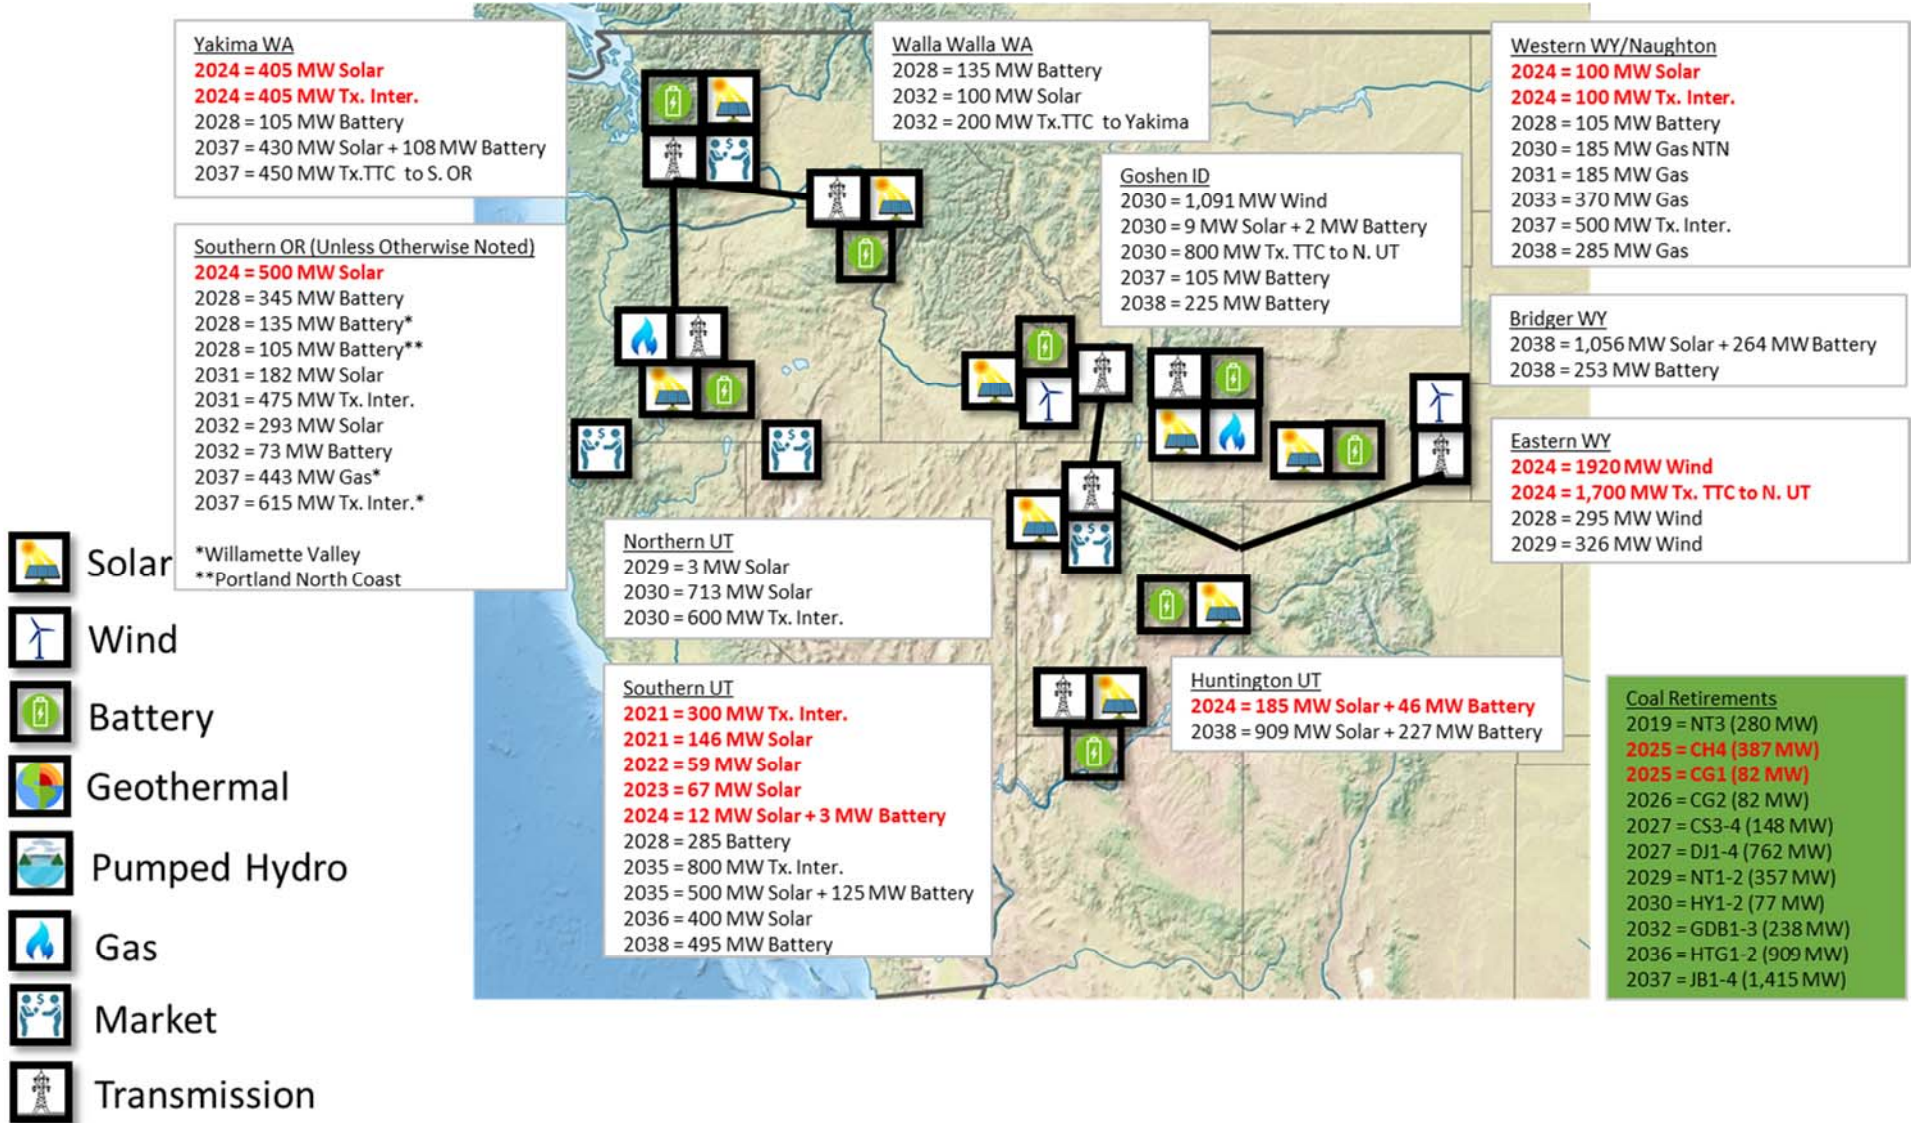 Yakima WA
2024 = 405 MW Solar
2024 = 405 MW Tx. Inter.
2028 = 105 MW Battery
2037 = 430 MW Solar + 108 MW Battery
2037 = 450 MW Tx.TTC to S. OR
Walla Walla WA
2028 = 135 MW Battery
2032 = 100 MW Solar
2032 = 200 MW Tx.TTC to Yakima
Western WY/Naughton
2024 = 100 MW Solar
2024 = 100 MW Tx. Inter.
2028 = 105 MW Battery
2030 = 185 MW Gas NTN
2031 = 185 MW Gas
2033 = 370 MW Gas
2037 = 500 MW Tx. Inter.
2038 = 285 MW Gas
Goshen ID
2030 = 1,091 MW Wind
2030 = 9 MW Solar + 2 MW Battery
2030 = 800 MW Tx. TTC to N. UT
2037 = 105 MW Battery
2038 = 225 MW Battery
Southern OR (Unless Otherwise Noted)
2024 = 500 MW Solar
2028 = 345 MW Battery
2028 = 135 MW Battery*
2028 = 105 MW Battery**
2031 = 182 MW Solar
2031 = 475 MW Tx. Inter.
2032 = 293 MW Solar
2032 = 73 MW Battery
2037 = 443 MW Gas*
2037 = 615 MW Tx. Inter.*
*Willamette Valley
**Portland North Coast
Bridger WY
2038 = 1,056 MW Solar + 264 MW Battery
2038 = 253 MW Battery
Eastern WY
2024 = 1920 MW Wind
2024 = 1,700 MW Tx. TTC to N. UT
2028 = 295 MW Wind
2029 = 326 MW Wind
Northern UT
2029 = 3 MW Solar
2030 = 713 MW Solar
2030 = 600 MW Tx. Inter.
Southern UT
2021 = 300 MW Tx. Inter.
2021 = 146 MW Solar
2022 = 59 MW Solar
2023 = 67 MW Solar
2024 = 12 MW Solar + 3 MW Battery
2028 = 285 Battery
2035 = 800 MW Tx. Inter.
2035 = 500 MW Solar + 125 MW Battery
2036 = 400 MW Solar
2038 = 495 MW Battery
Huntington UT
2024 = 185 MW Solar + 46 MW Battery
2038 = 909 MW Solar + 227 MW Battery
Coal Retirements
2019 = NT3 (280 MW)
2025 = CH4 (387 MW)
2025 = CG1 (82 MW)
2026 = CG2 (82 MW)
2027 = CS3-4 (148 MW)
2027 = DJ1-4 (762 MW)
2029 = NT1-2 (357 MW)
2030 = HY1-2 (77 MW)
2032 = GDB1-3 (238 MW)
2036 = HTG1-2 (909 MW)
2037 = JB1-4 (1,415 MW)
Solar
Wind
Battery
Geothermal
Pumped Hydro
Gas
Market
Transmission